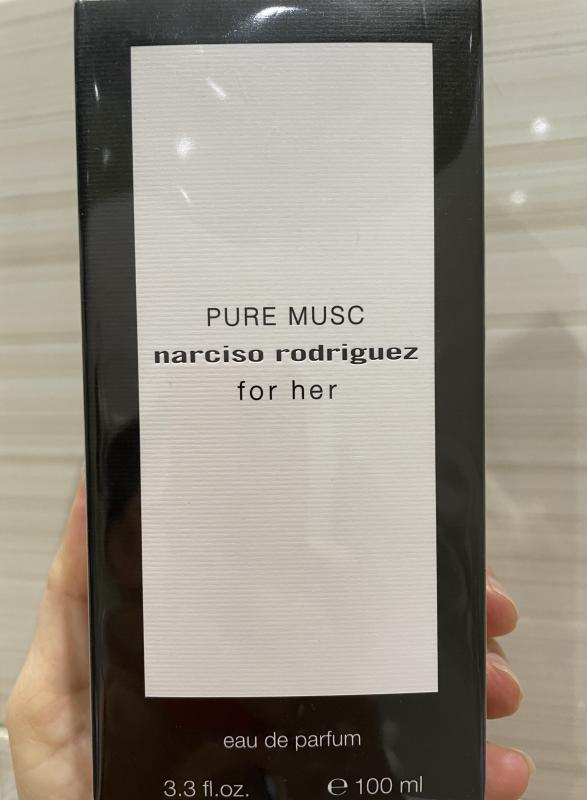 PURE MUSC
narciso rodriguez
for her
eau de parfum
3.3 fl.oz. ℮ 100 ml